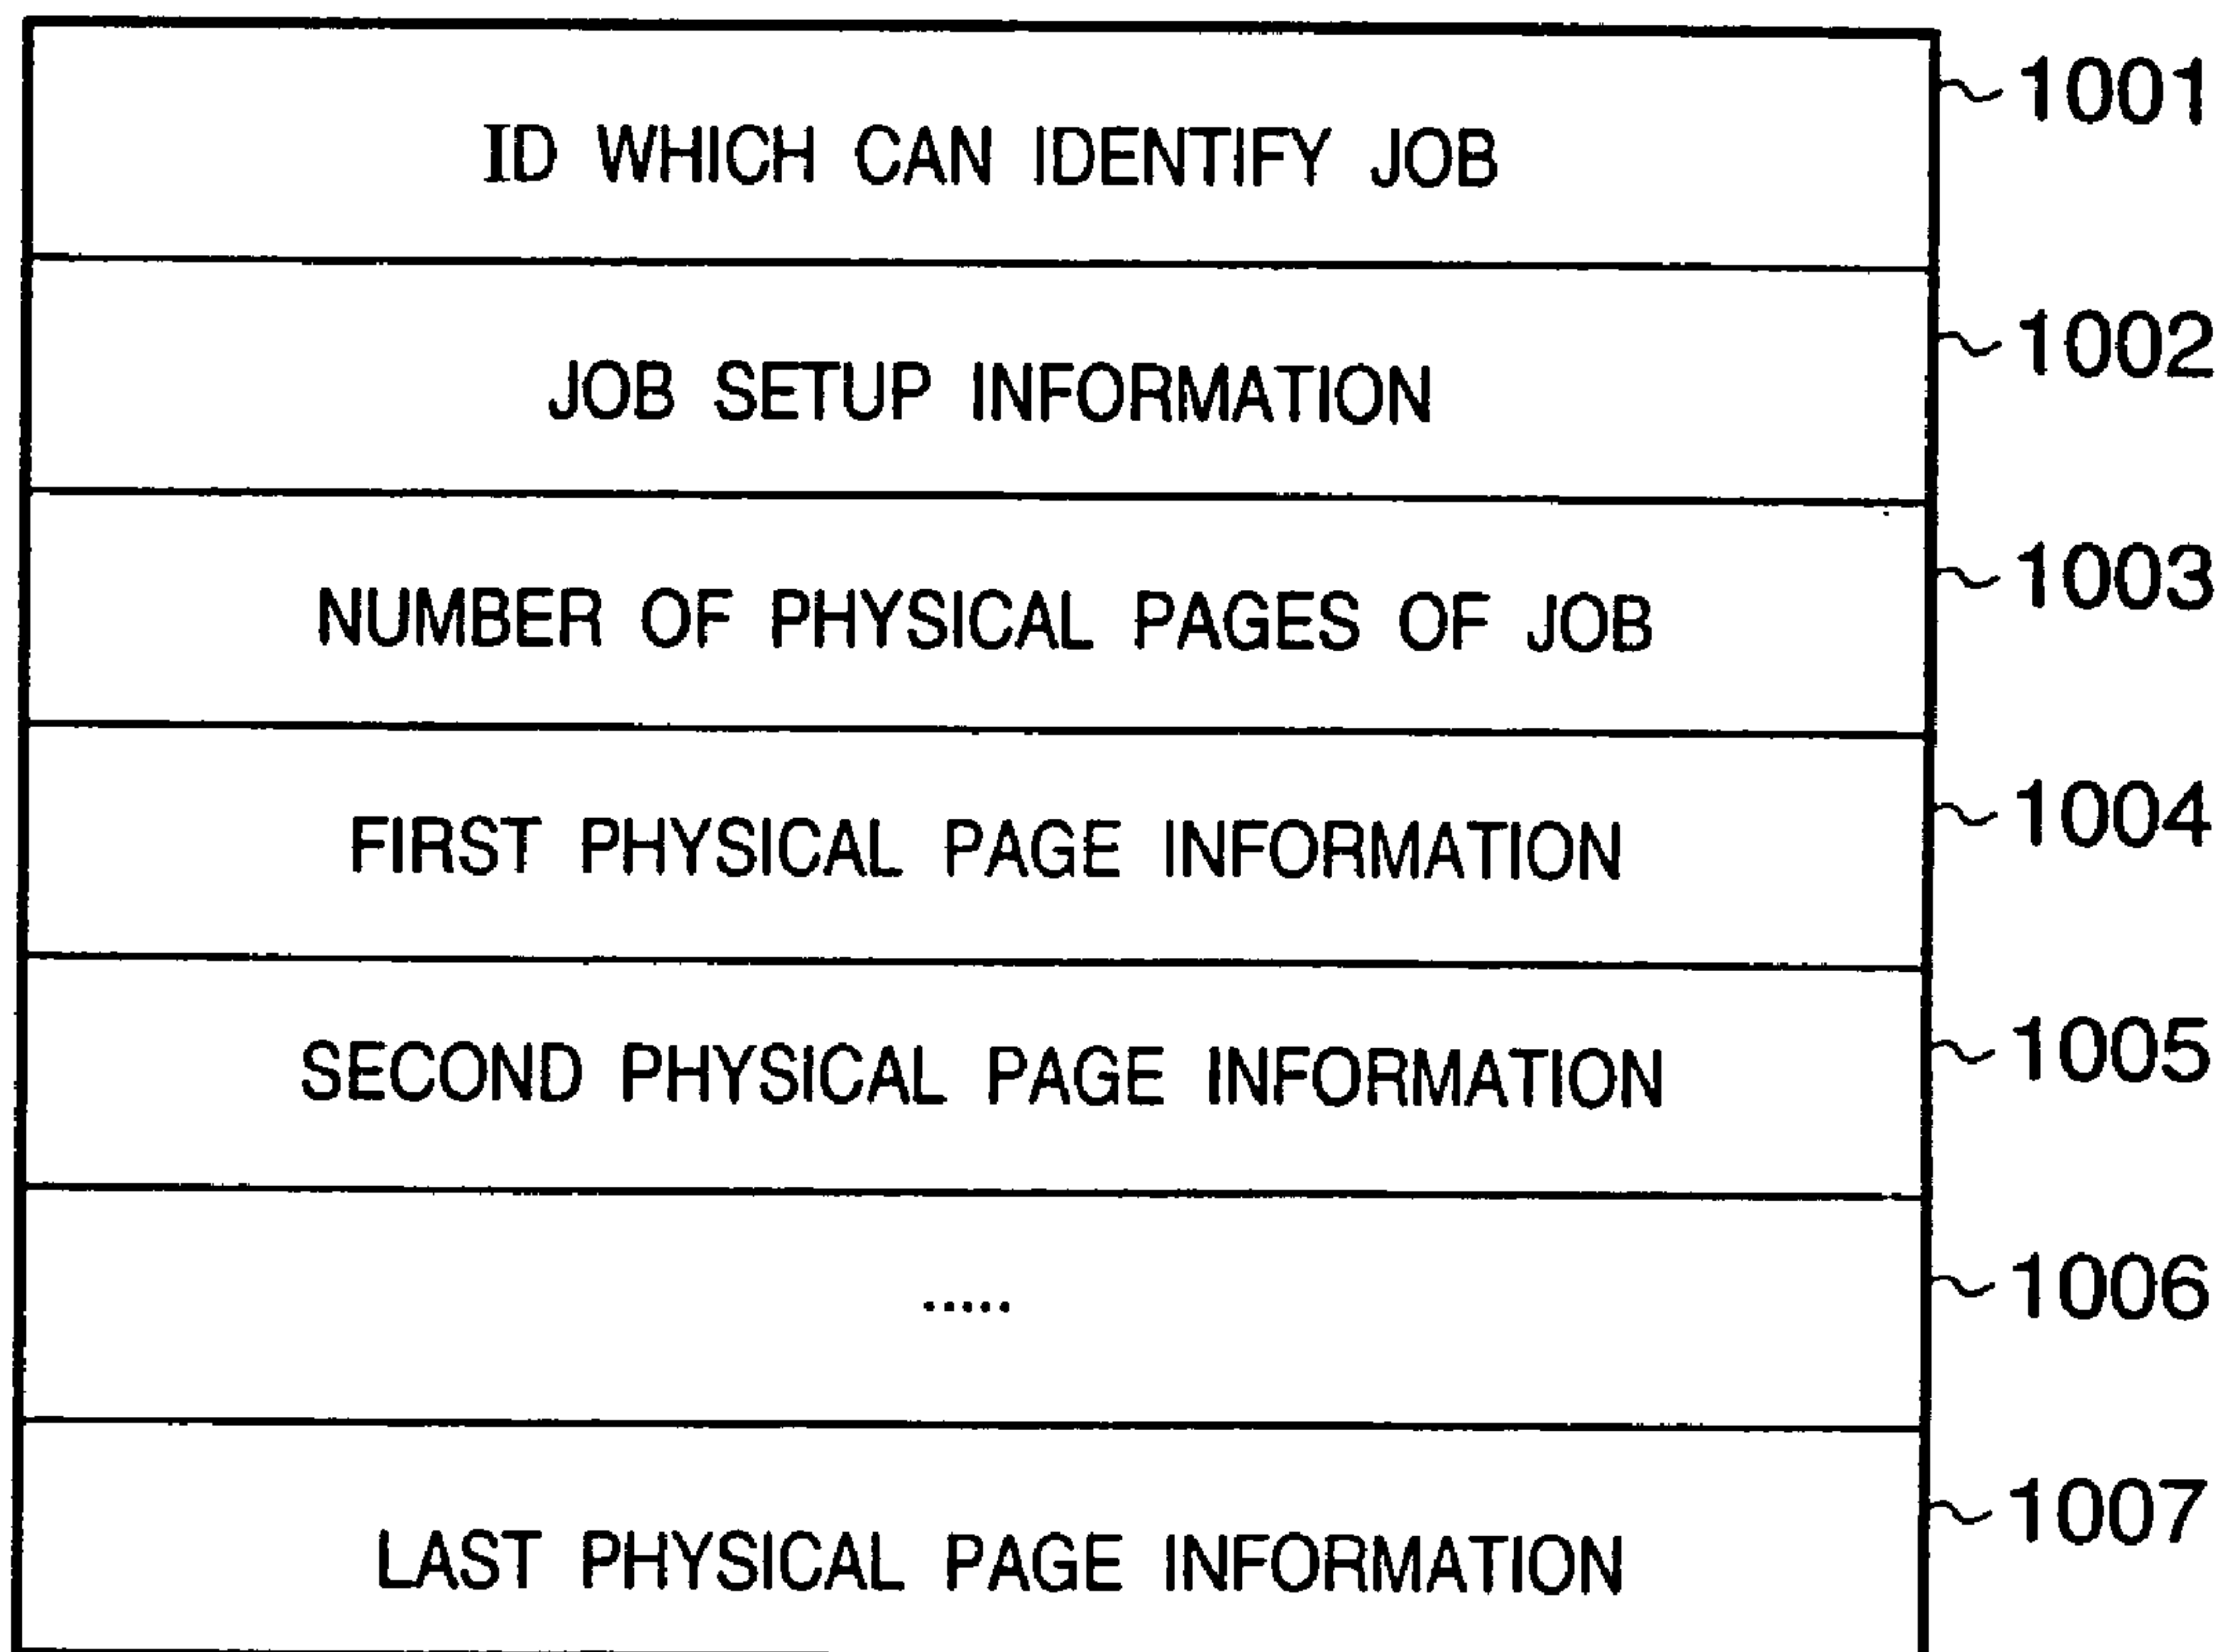 ID WHICH CAN IDENTIFY JOB 1001
JOB SETUP INFORMATION 1002
NUMBER OF PHYSICAL PAGES OF JOB 1003
FIRST PHYSICAL PAGE INFORMATION 1004
SECOND PHYSICAL PAGE INFORMATION 1005
..... 1006
LAST PHYSICAL PAGE INFORMATION 1007